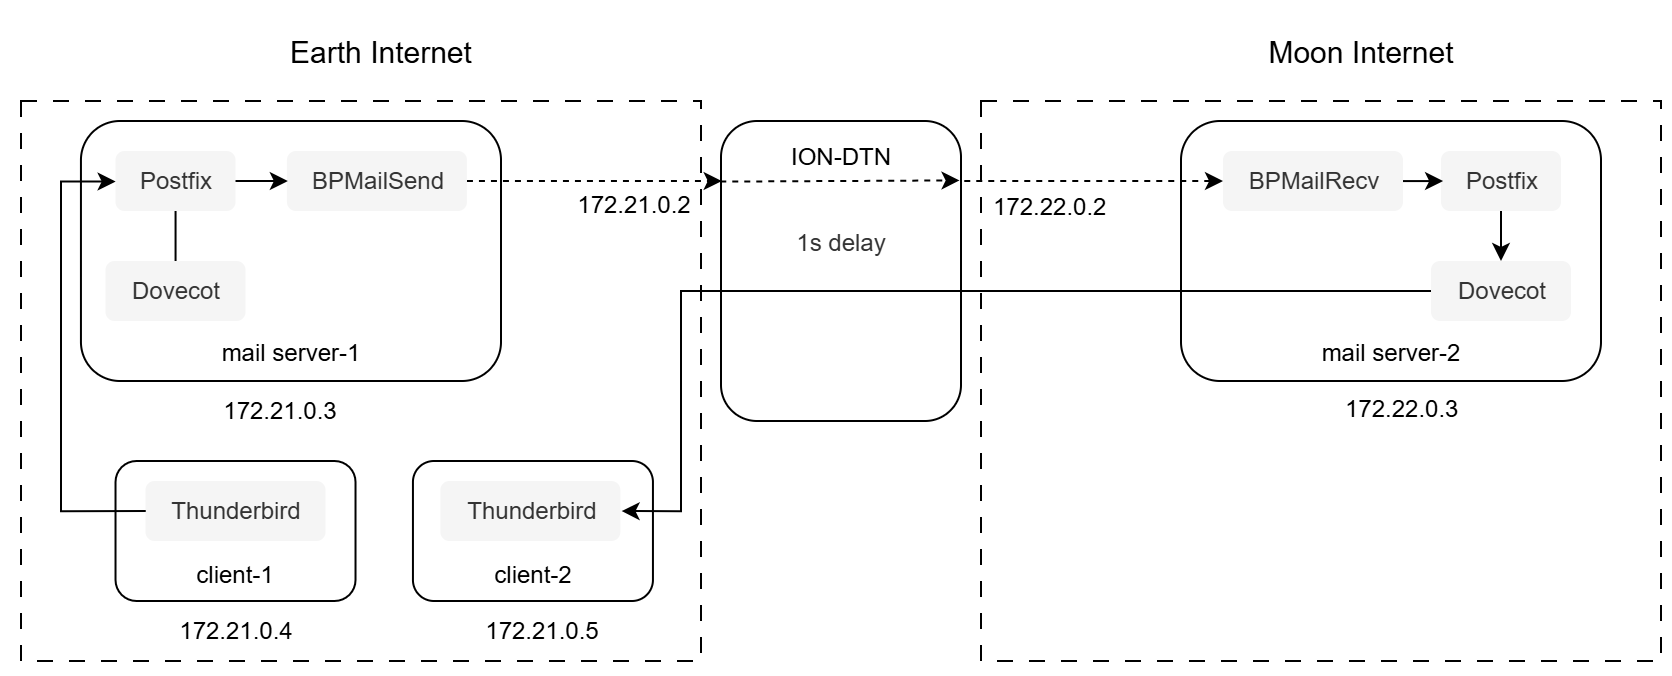 Earth Internet
Moon Internet
ION-DTN
Postfix
BPMailSend
BPMailRecv
Postfix
172.21.0.2
172.22.0.2
1s delay
Dovecot
Dovecot
mail server-1
mail server-2
172.21.0.3
172.22.0.3
Thunderbird
Thunderbird
client-1
client-2
172.21.0.4
172.21.0.5